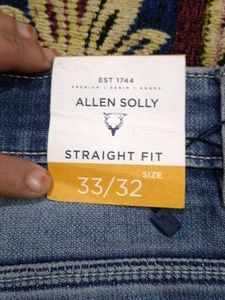 EST 1744
PREMIUM / DENIM / GOODS
ALLEN SOLLY
STRAIGHT FIT
SIZE
33/32